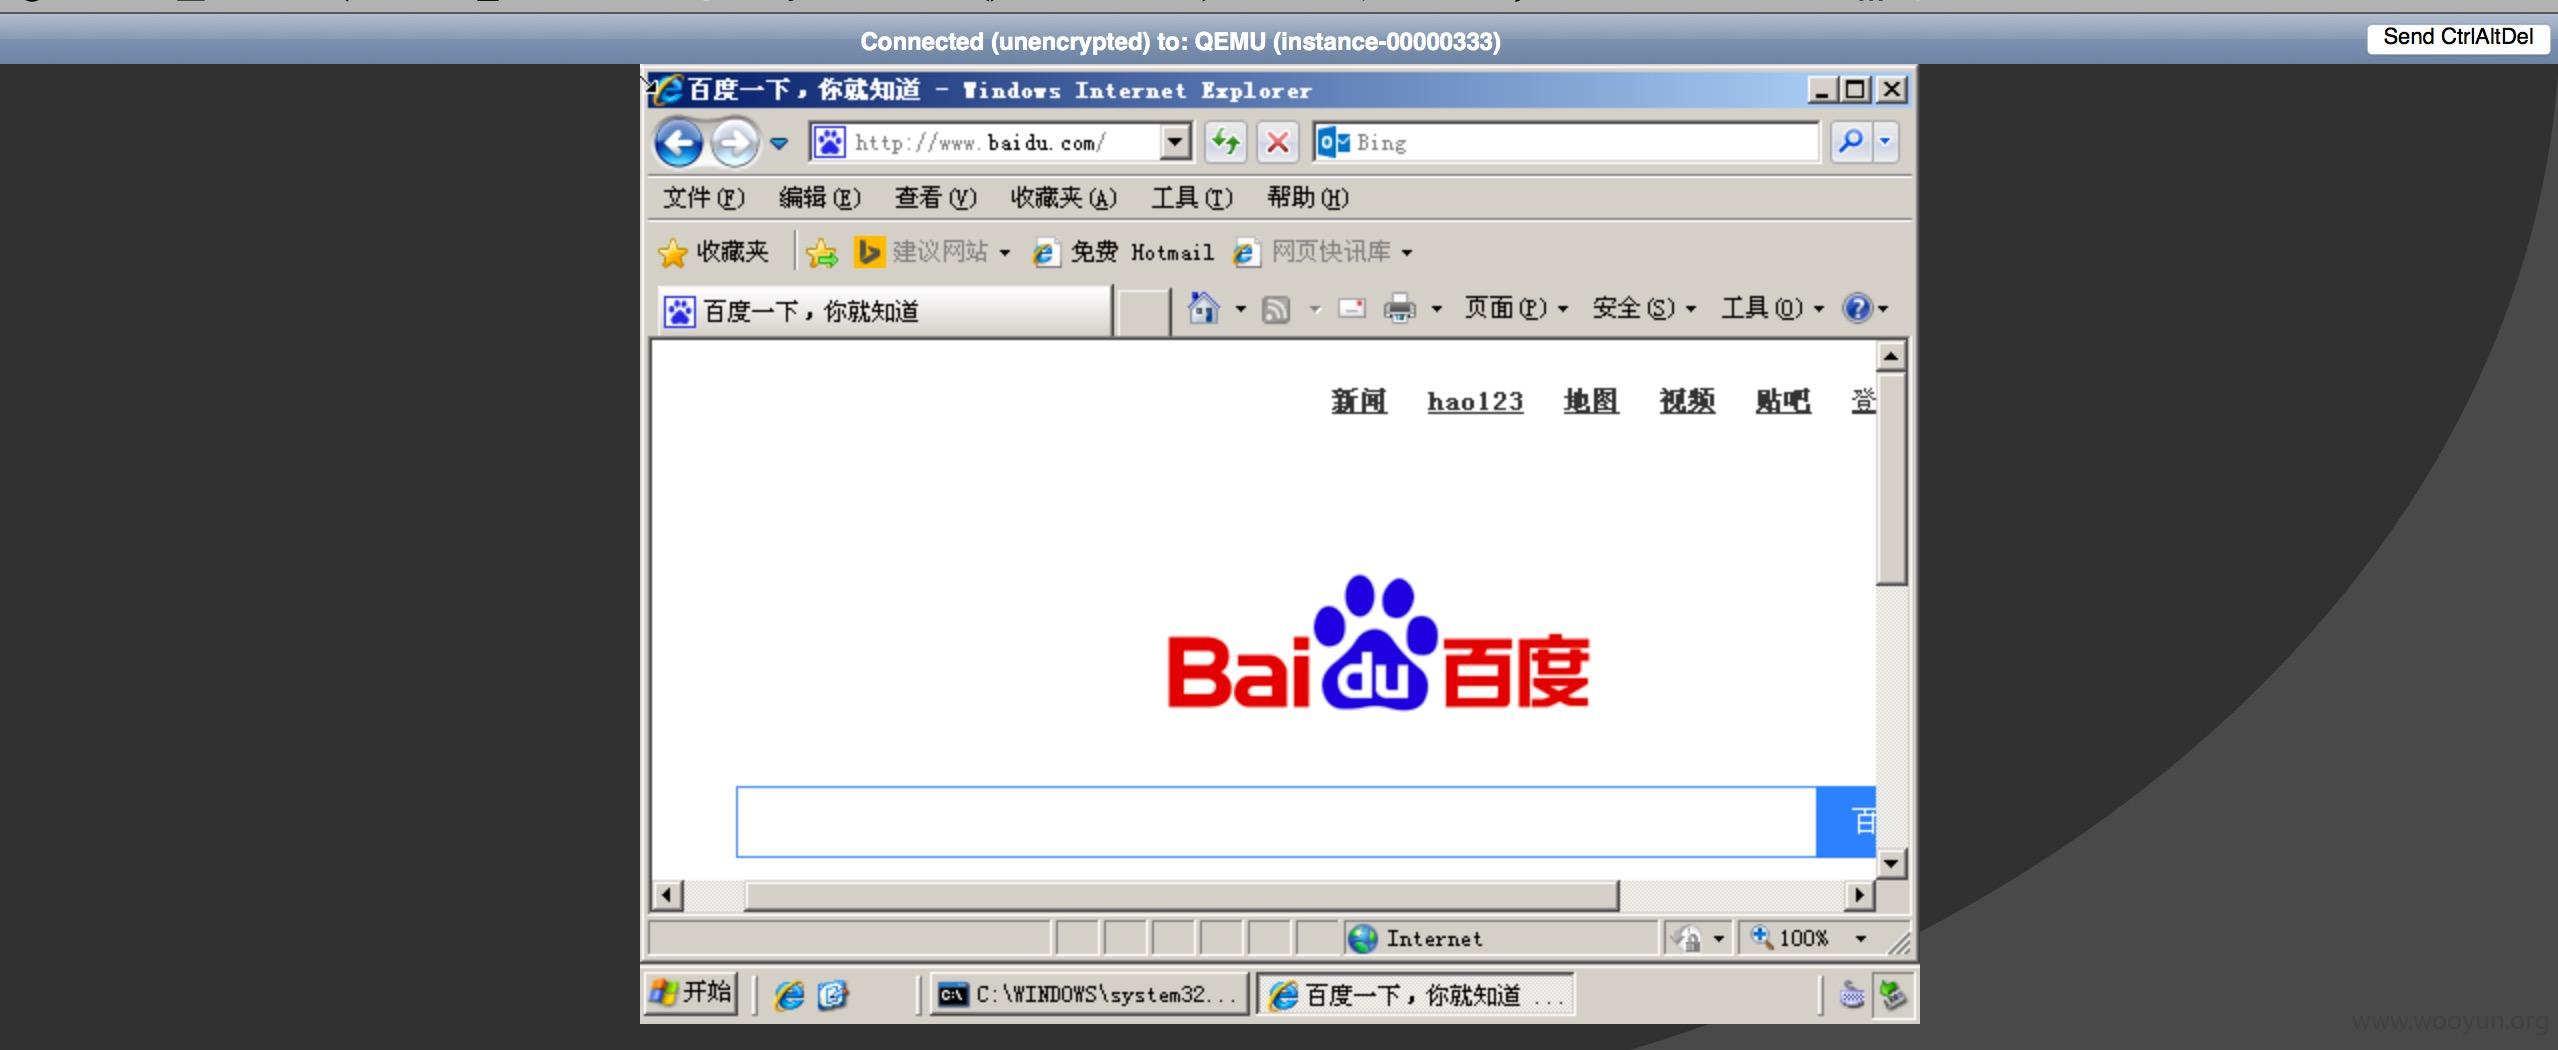 Connected (unencrypted) to: QEMU (instance-00000333)
Send CtrlAltDel
百度一下，你就知道 - Windows Internet Explorer
http://www.baidu.com/
Bing
文件(F) 编辑(E) 查看(V) 收藏夹(A) 工具(T) 帮助(H)
收藏夹 建议网站 免费 Hotmail 网页快讯库
百度一下，你就知道 页面(P) 安全(S) 工具(O)
新闻 hao123 地图 视频 贴吧 登
Bai du 百度
百
Internet 100%
开始 C:\WINDOWS\system32... 百度一下，你就知道 ...
www.wooyun.org